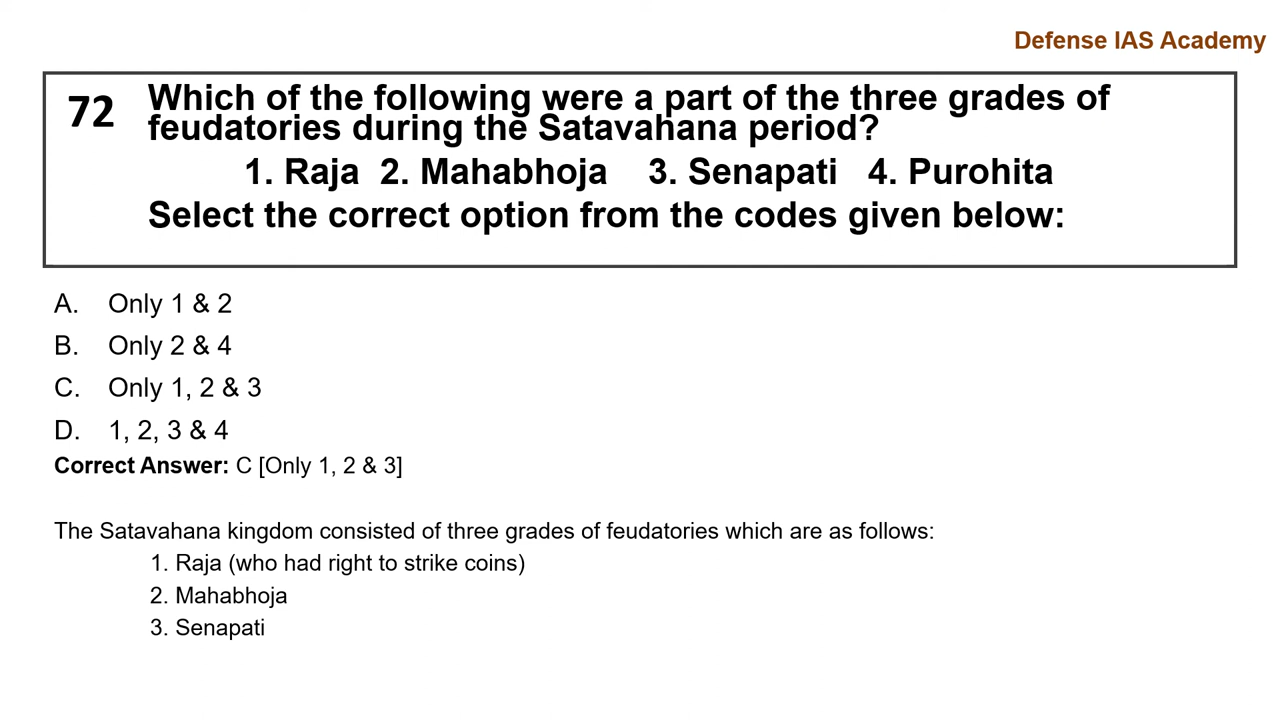 Defense IAS Academy
72 Which of the following were a part of the three grades of
feudatories during the Satavahana period?
1. Raja 2. Mahabhoja 3. Senapati 4. Purohita
Select the correct option from the codes given below:
A. Only 1 & 2
B. Only 2 & 4
C. Only 1, 2 & 3
D. 1, 2, 3 & 4
Correct Answer: C [Only 1, 2 & 3]
The Satavahana kingdom consisted of three grades of feudatories which are as follows:
1. Raja (who had right to strike coins)
2. Mahabhoja
3. Senapati